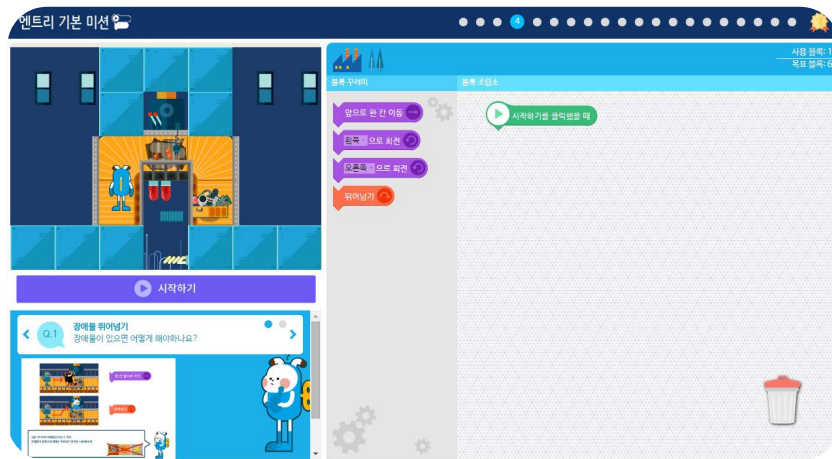 엔트리 기본 미션
4
사용 블록: 1
목표 블록: 6
블록 꾸러미
블록 조립소
앞으로 한 칸 이동
왼쪽 으로 회전
오른쪽 으로 회전
뛰어넘기
시작하기를 클릭했을 때
시작하기
Q.1
장애물 뛰어넘기
장애물이 있으면 어떻게 해야하나요?